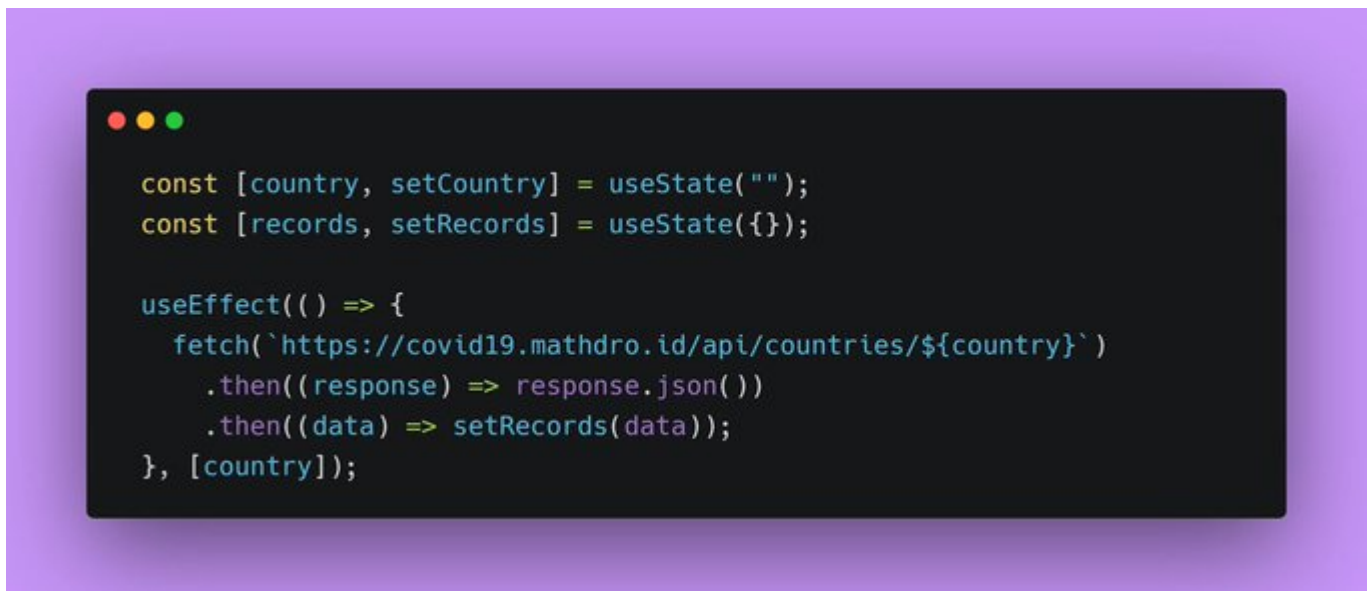 const [country, setCountry] = useState("");
const [records, setRecords] = useState({});

useEffect(() => {
  fetch(`https://covid19.mathdro.id/api/countries/${country}`)
    .then((response) => response.json())
    .then((data) => setRecords(data));
}, [country]);